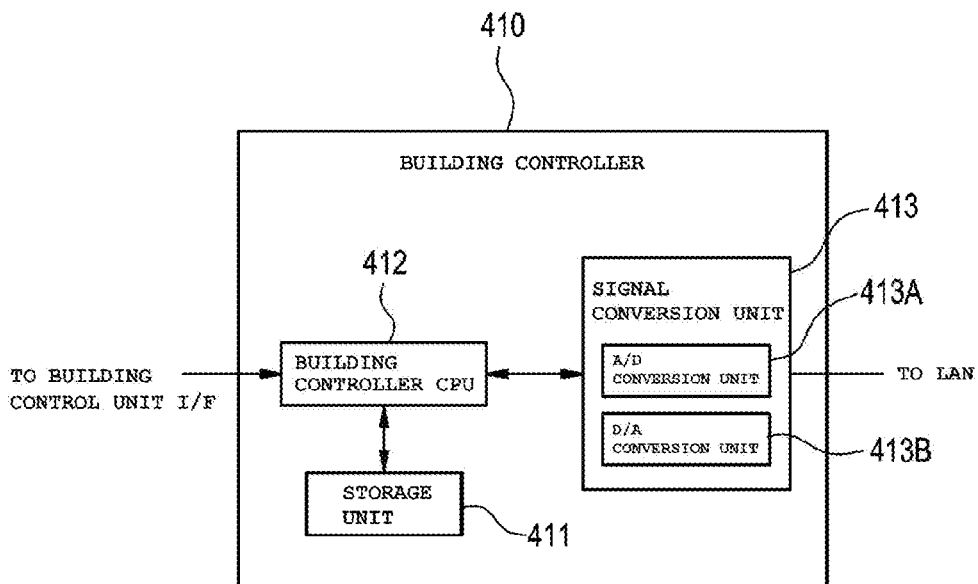 410
BUILDING CONTROLLER
413
412
SIGNAL
CONVERSION UNIT
413A
BUILDING
CONTROLLER CPU
A/D
CONVERSION UNIT
TO BUILDING
CONTROL UNIT I/F
TO LAN
D/A
CONVERSION UNIT
413B
STORAGE
UNIT
411